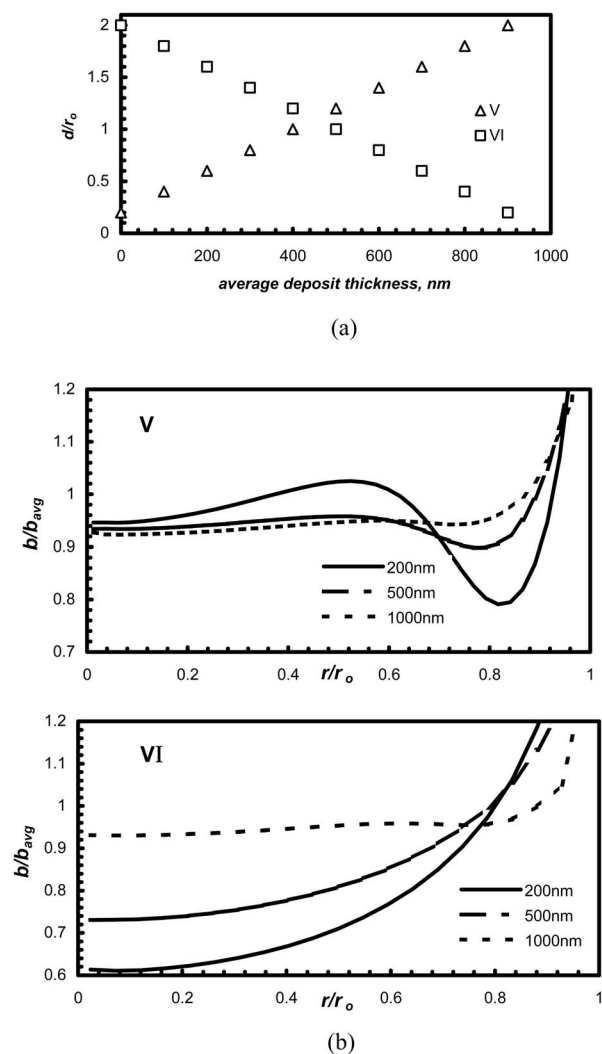 2
1.5
1
0.5
0
d/rₒ
V
VI
0
200
400
600
800
1000
average deposit thickness, nm
(a)
1.2
1.1
1
0.9
0.8
0.7
b/b_avg
V
200nm
500nm
1000nm
0
0.2
0.4
0.6
0.8
1
r/rₒ
1.2
1.1
1
0.9
0.8
0.7
0.6
b/b_avg
VI
200nm
500nm
1000nm
0
0.2
0.4
0.6
0.8
1
r/rₒ
(b)